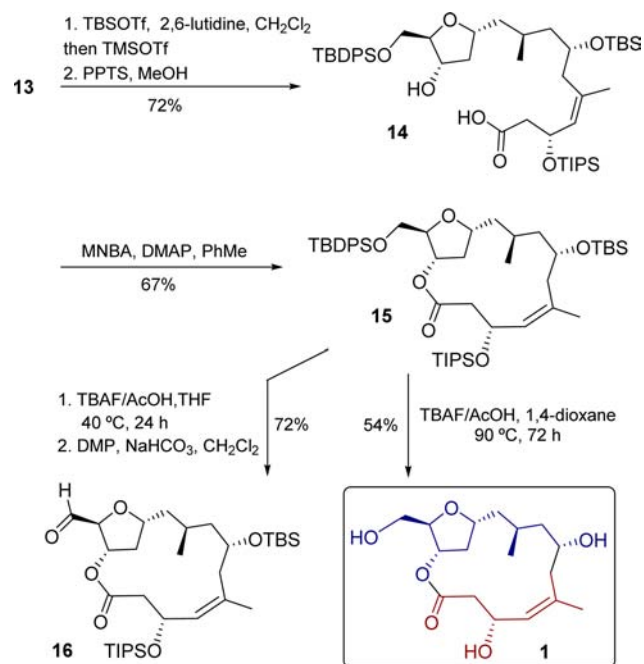 1. TBSOTf, 2,6-lutidine, CH2Cl2
then TMSOTf
2. PPTS, MeOH
13
72%
TBDPSO
O
OTBS
HO
HO
O
OTIPS
14
MNBA, DMAP, PhMe
67%
TBDPSO
O
OTBS
O
O
TIPSO
15
1. TBAF/AcOH,THF
40 ºC, 24 h
2. DMP, NaHCO3, CH2Cl2
72%
54%
TBAF/AcOH, 1,4-dioxane
90 ºC, 72 h
H
O
O
OTBS
O
O
TIPSO
16
HO
O
OH
O
O
HO
1